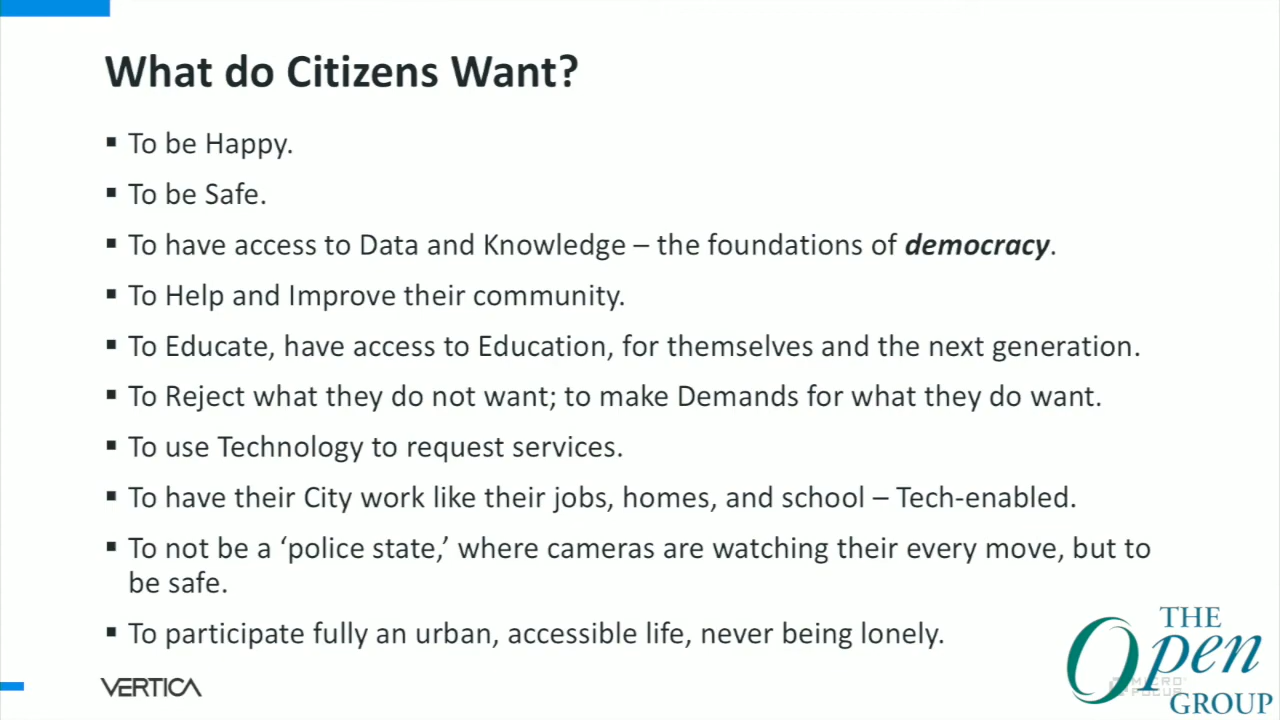 What do Citizens Want?
▪ To be Happy.
▪ To be Safe.
▪ To have access to Data and Knowledge – the foundations of democracy.
▪ To Help and Improve their community.
▪ To Educate, have access to Education, for themselves and the next generation.
▪ To Reject what they do not want; to make Demands for what they do want.
▪ To use Technology to request services.
▪ To have their City work like their jobs, homes, and school – Tech-enabled.
▪ To not be a ‘police state,’ where cameras are watching their every move, but to
be safe.
▪ To participate fully an urban, accessible life, never being lonely.
VERTICA
MICRO
FOCUS
THE
Open
GROUP